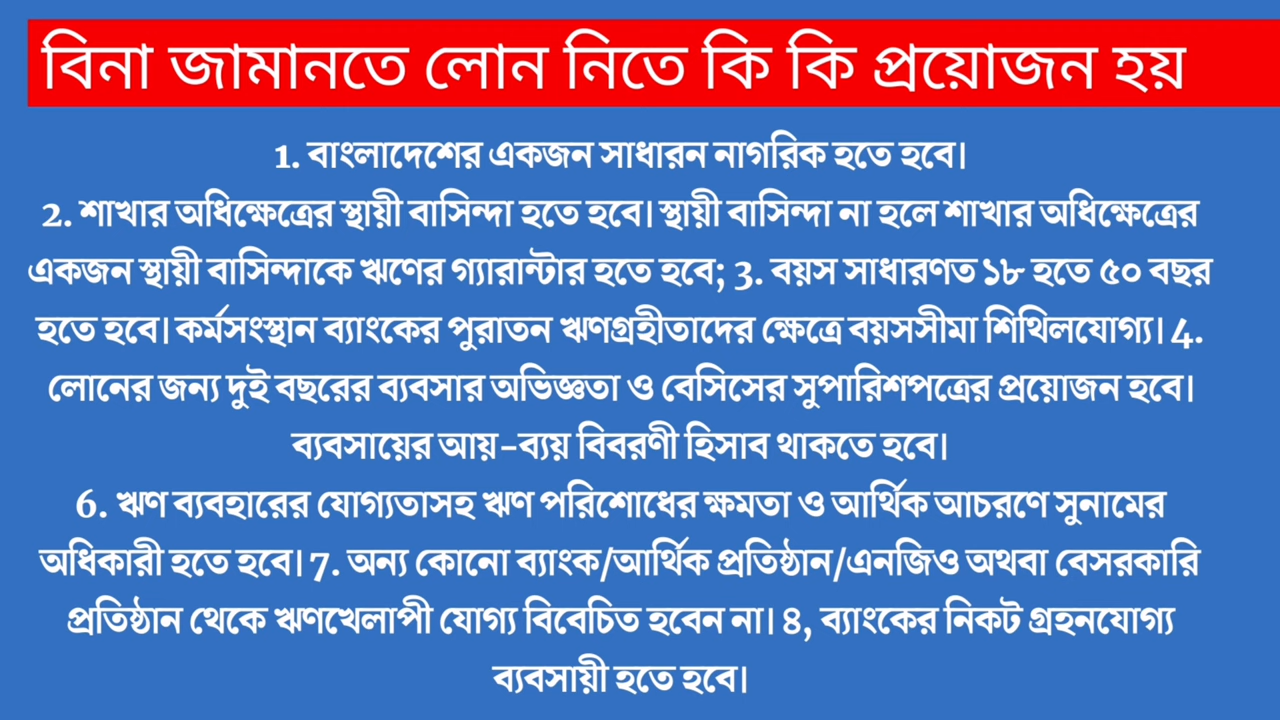 বিনা জামানতে লোন নিতে কি কি প্রয়োজন হয়
1. বাংলাদেশের একজন সাধারন নাগরিক হতে হবে।
2. শাখার অধিক্ষেত্রের স্থায়ী বাসিন্দা হতে হবে। স্থায়ী বাসিন্দা না হলে শাখার অধিক্ষেত্রের
একজন স্থায়ী বাসিন্দাকে ঋণের গ্যারান্টার হতে হবে; 3. বয়স সাধারণত ১৮ হতে ৫০ বছর
হতে হবে। কর্মসংস্থান ব্যাংকের পুরাতন ঋণগ্রহীতাদের ক্ষেত্রে বয়সসীমা শিথিলযোগ্য। 4.
লোনের জন্য দুই বছরের ব্যবসার অভিজ্ঞতা ও বেসিসের সুপারিশপত্রের প্রয়োজন হবে।
ব্যবসায়ের আয়-ব্যয় বিবরণী হিসাব থাকতে হবে।
6. ঋণ ব্যবহারের যোগ্যতাসহ ঋণ পরিশোধের ক্ষমতা ও আর্থিক আচরণে সুনামের
অধিকারী হতে হবে। 7. অন্য কোনো ব্যাংক/আর্থিক প্রতিষ্ঠান/এনজিও অথবা বেসরকারি
প্রতিষ্ঠান থেকে ঋণখেলাপী যোগ্য বিবেচিত হবেন না। ৪, ব্যাংকের নিকট গ্রহনযোগ্য
ব্যবসায়ী হতে হবে।